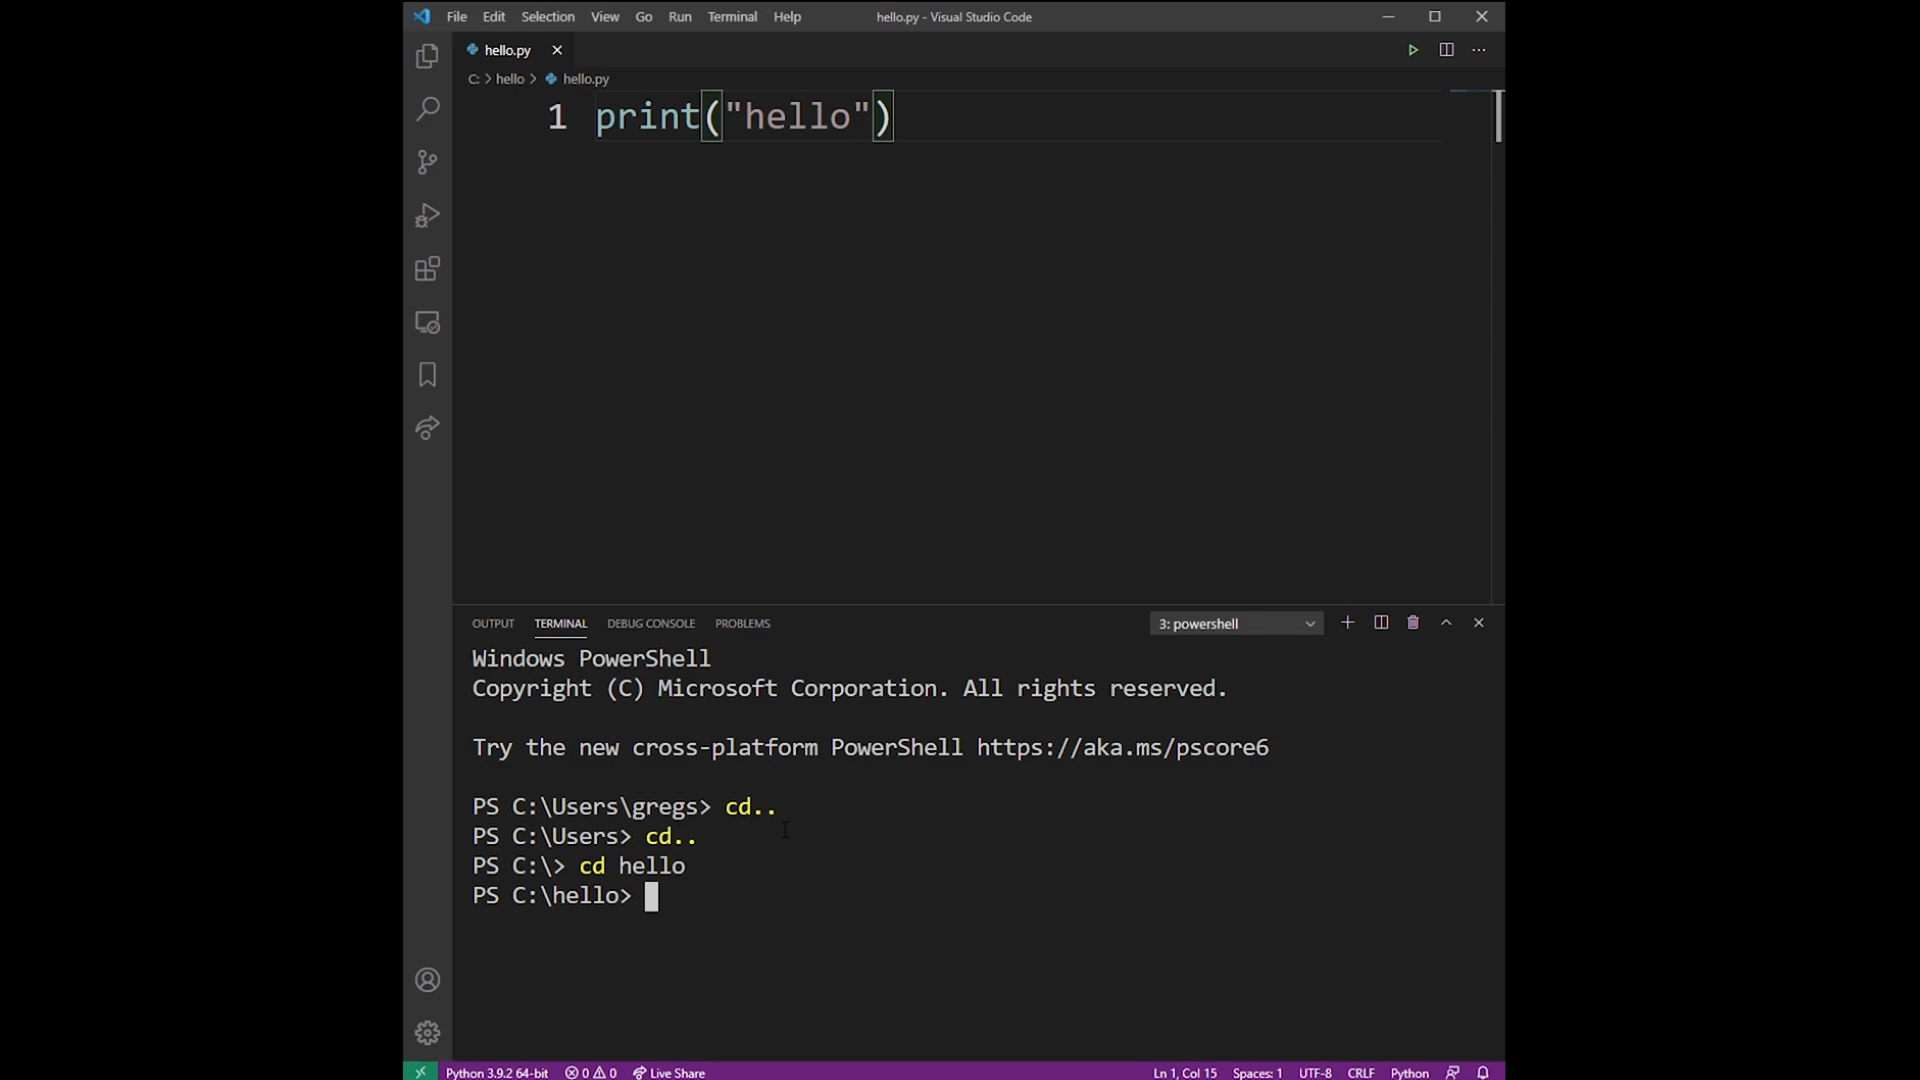 File Edit Selection View Go Run Terminal Help hello.py - Visual Studio Code
hello.py
C: > hello > hello.py
1 print("hello")
OUTPUT TERMINAL DEBUG CONSOLE PROBLEMS 3: powershell
Windows PowerShell
Copyright (C) Microsoft Corporation. All rights reserved.
Try the new cross-platform PowerShell https://aka.ms/pscore6
PS C:\Users\gregs> cd..
PS C:\Users> cd..
PS C:\> cd hello
PS C:\hello>
Python 3.9.2 64-bit 0 0 Live Share Ln 1, Col 15 Spaces: 1 UTF-8 CRLF Python